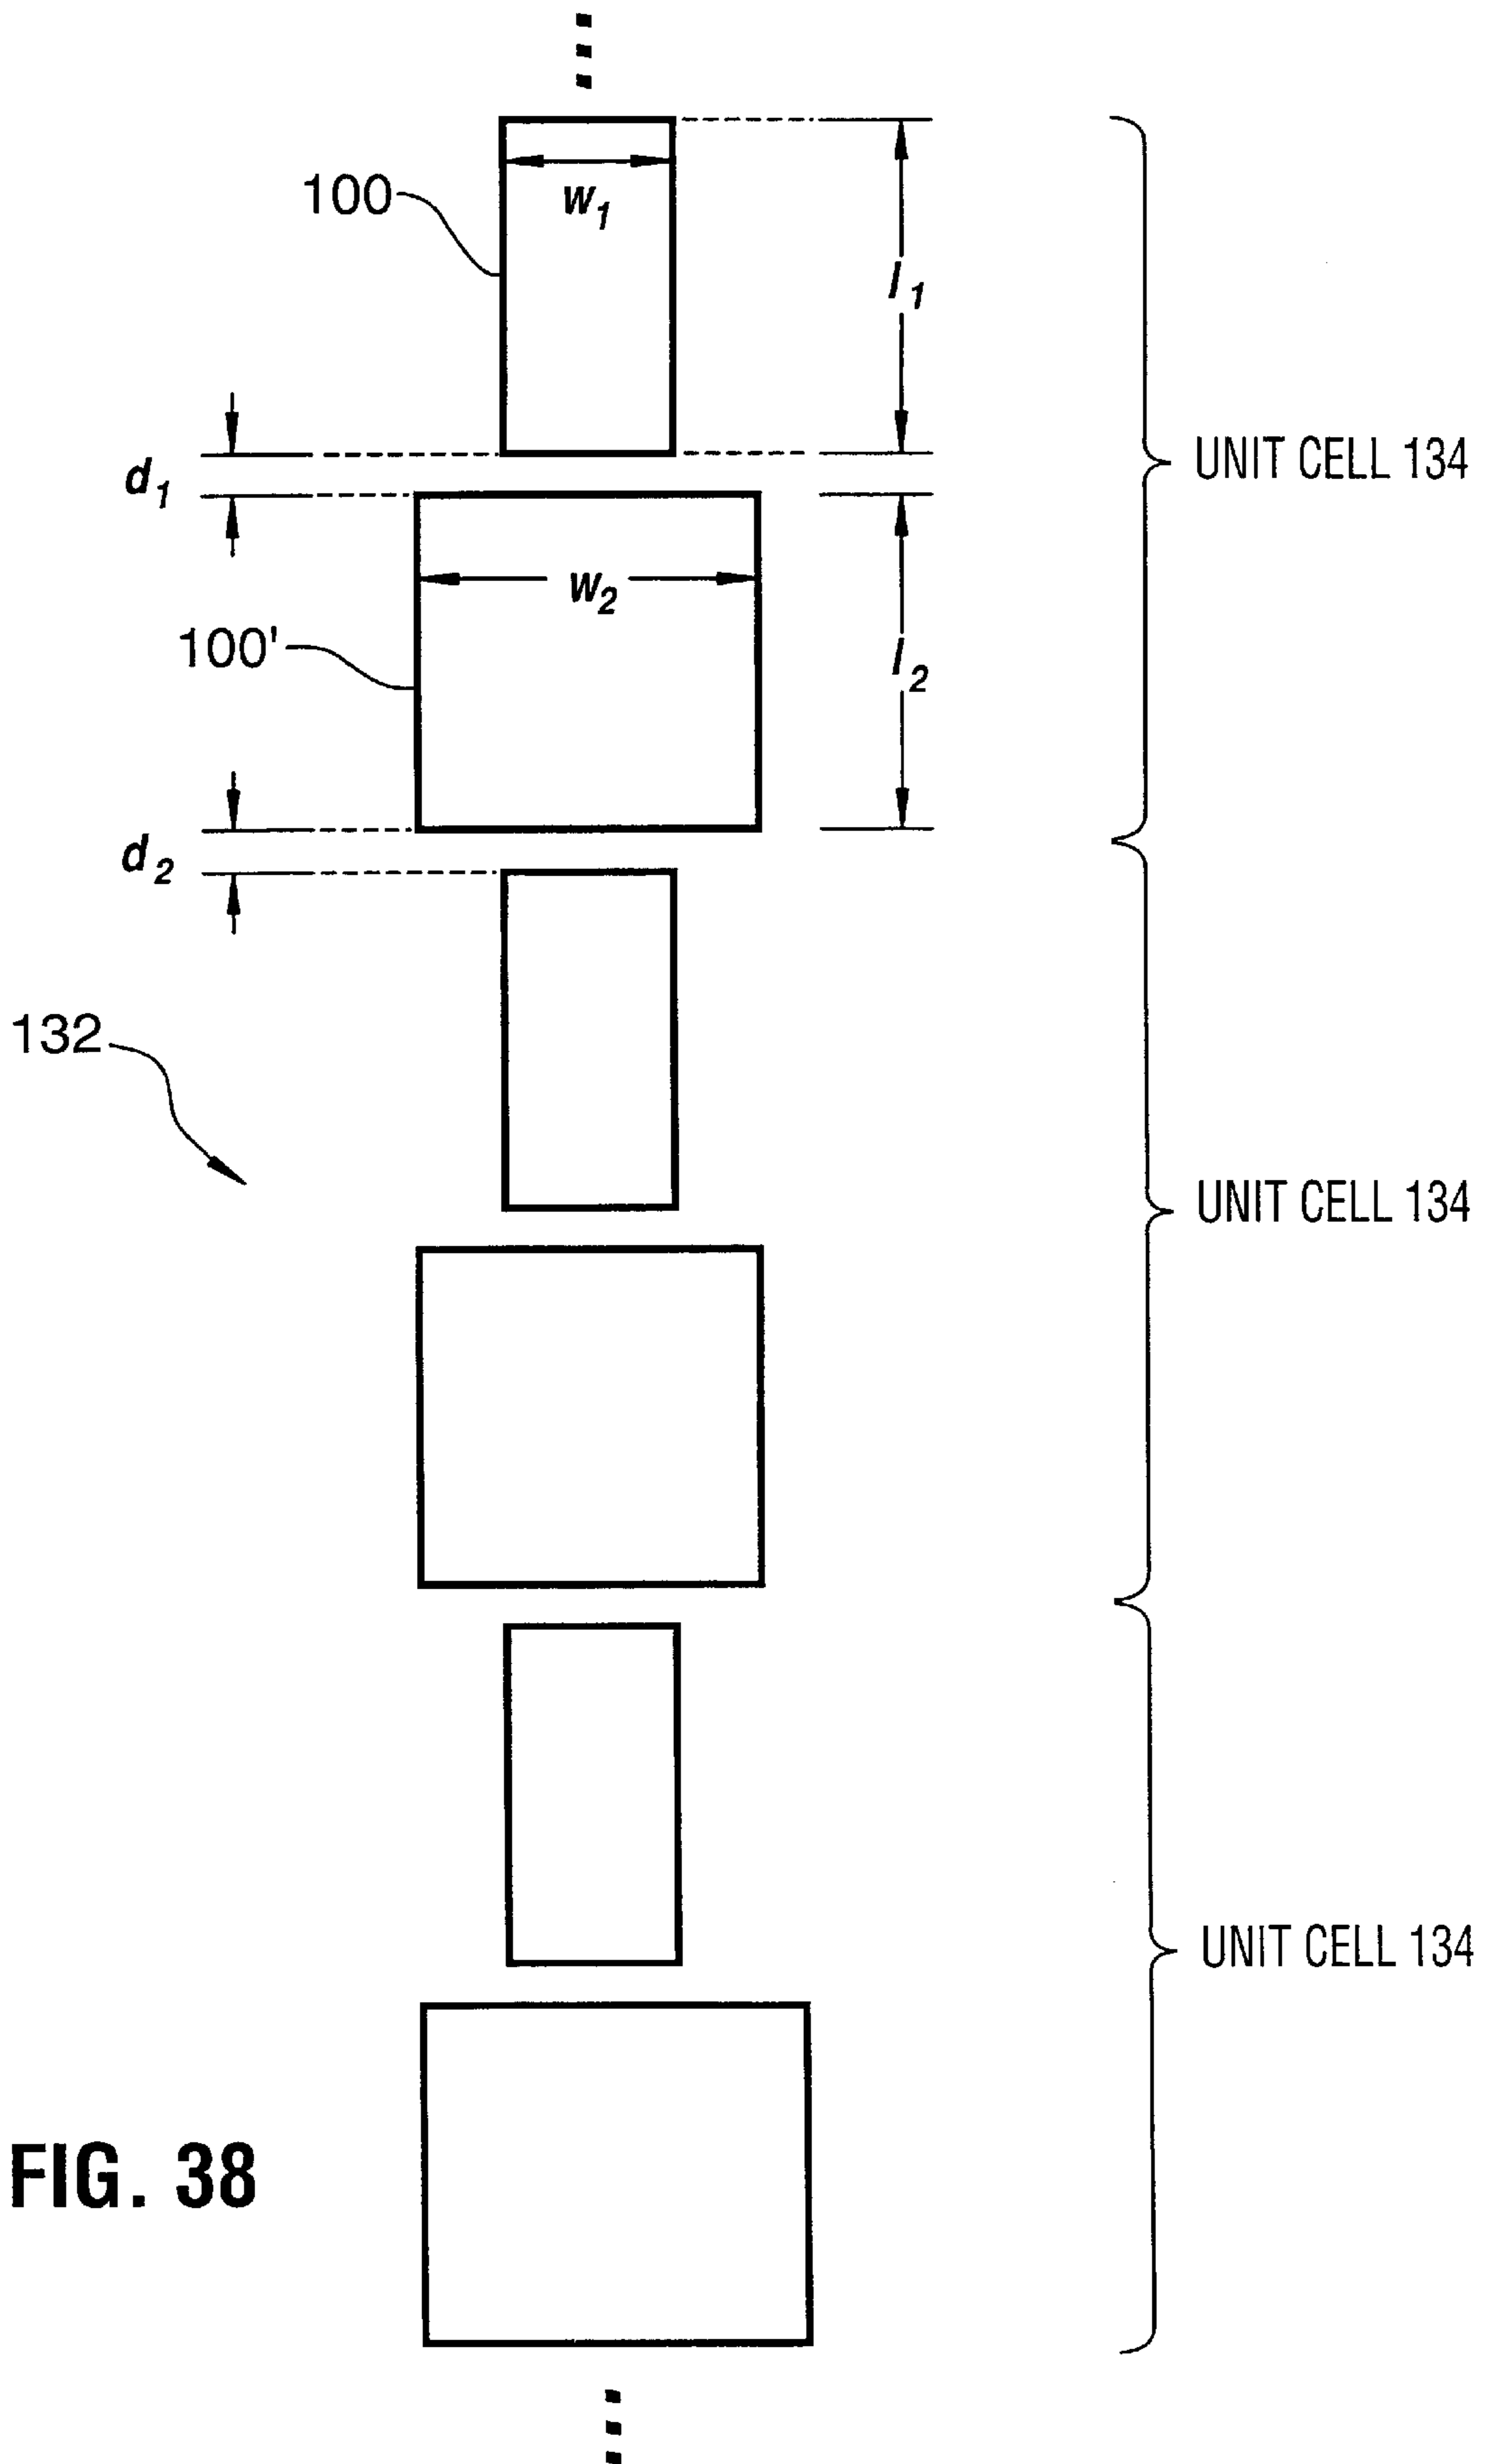 100
w1
l1
d1
UNIT CELL 134
w2
100'
l2
d2
132
UNIT CELL 134
UNIT CELL 134
FIG. 38